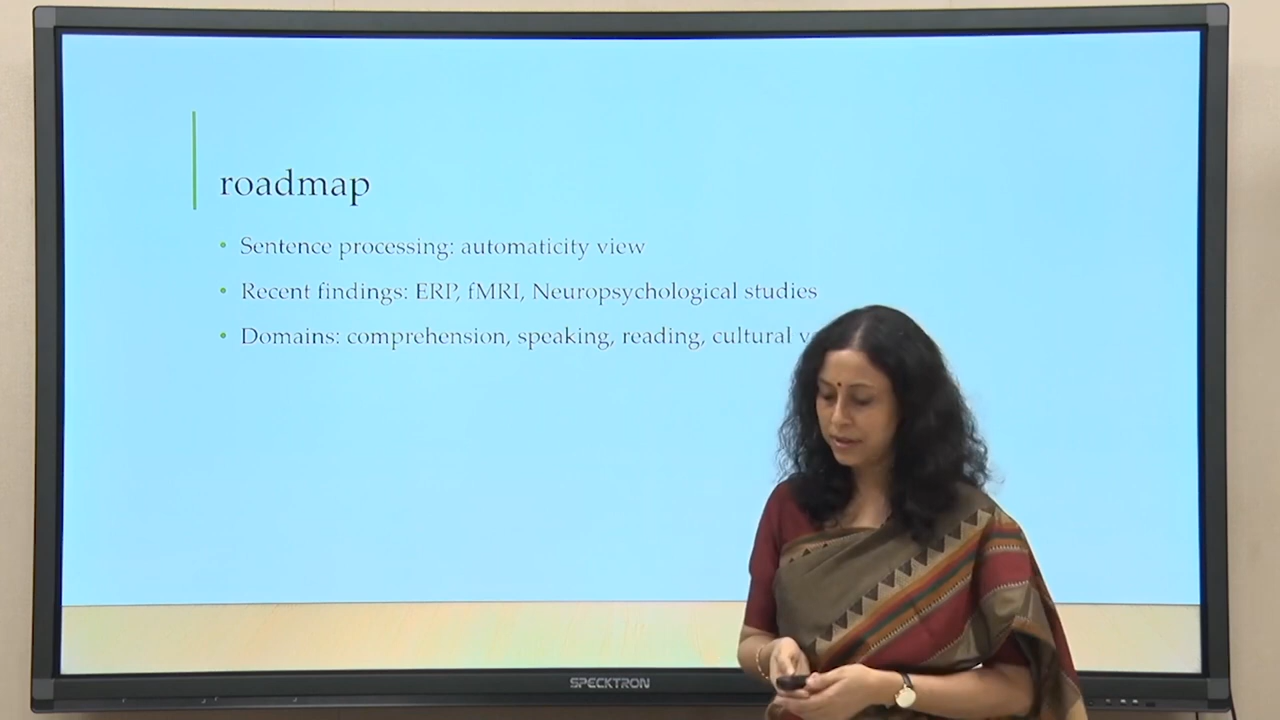 roadmap
Sentence processing: automaticity view
Recent findings: ERP, fMRI, Neuropsychological studies
Domains: comprehension, speaking, reading, cultural
SPECKTRON